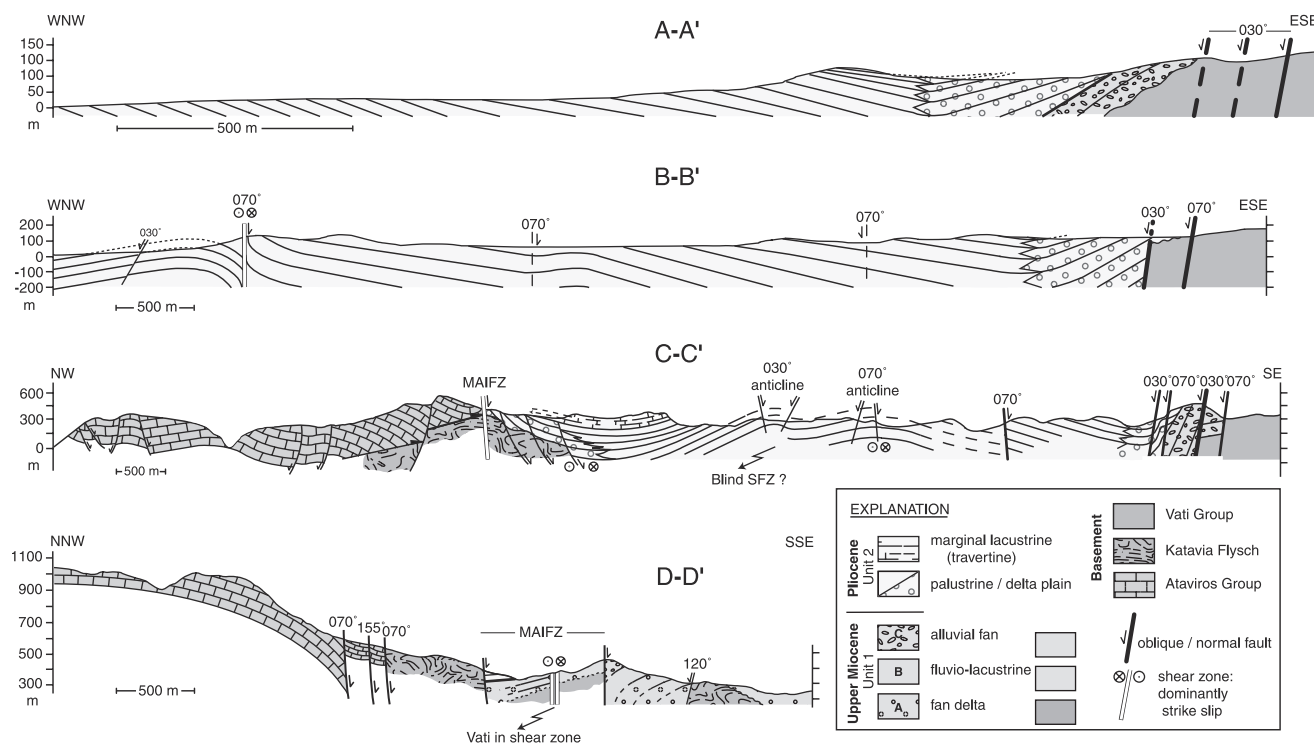 WNW
A-A'
ESE
030°
150
100
50
0
m
500 m
B-B'
WNW
ESE
070°
030°
070°
070°
030°
070°
200
100
0
-100
-200
m
500 m
C-C'
NW
SE
MAIFZ
030°
anticline
070°
anticline
070°
030°070°030°070°
600
300
0
m
500 m
Blind SFZ ?
D-D'
NNW
SSE
1100
900
700
500
300
m
070°
155°
070°
MAIFZ
120°
500 m
Vati in shear zone
EXPLANATION
Pliocene
Unit 2
marginal lacustrine
(travertine)
palustrine / delta plain
Upper Miocene
Unit 1
C
alluvial fan
B
fluvio-lacustrine
A
fan delta
Basement
Vati Group
Katavia Flysch
Ataviros Group
oblique / normal fault
shear zone:
dominantly
strike slip